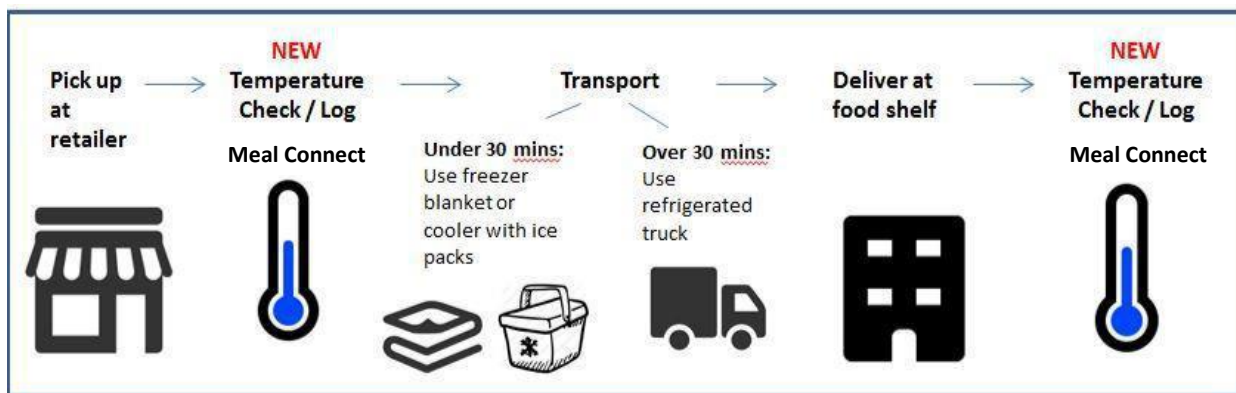 Pick up
at
retailer
NEW
Temperature
Check / Log
Meal Connect
Transport
Under 30 mins:
Use freezer
blanket or
cooler with ice
packs
Over 30 mins:
Use
refrigerated
truck
Deliver at
food shelf
NEW
Temperature
Check / Log
Meal Connect